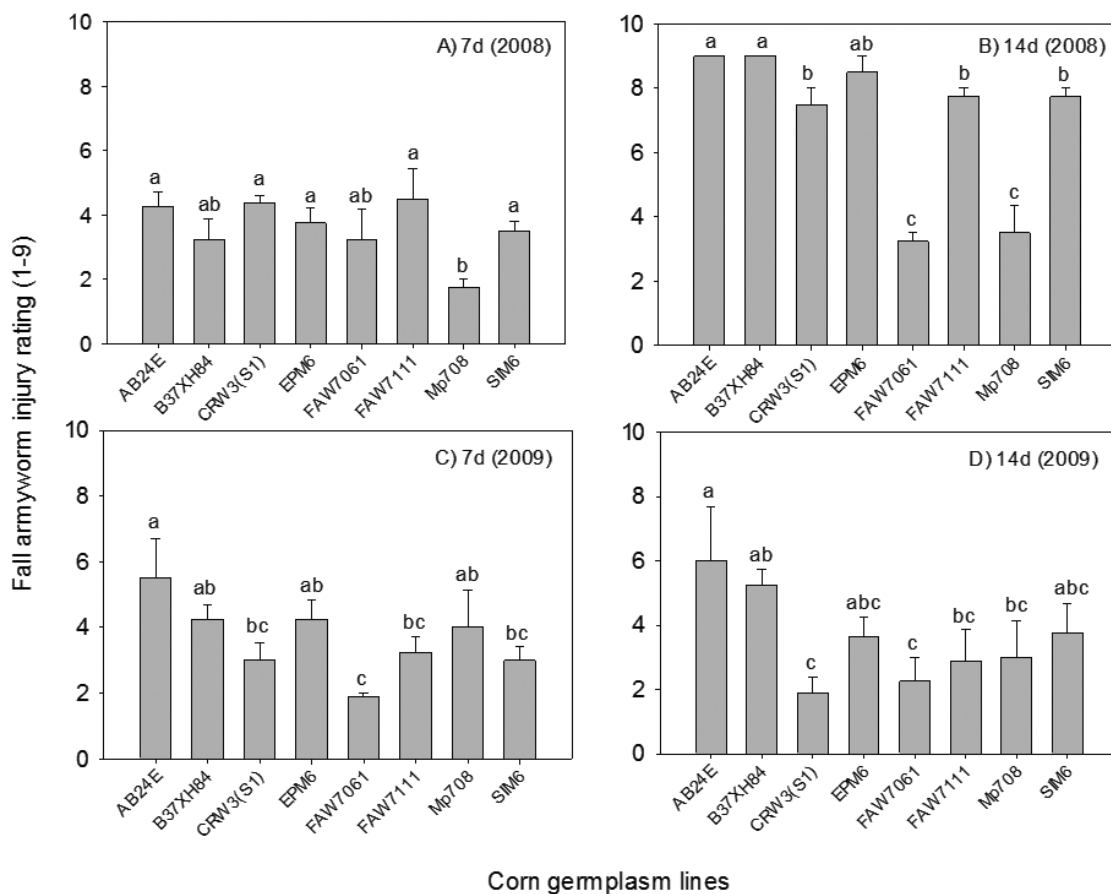 Fall armyworm injury rating (1-9)
A) 7d (2008)
10
8
6
4
2
0
a
ab
a
a
ab
a
b
a
AB24E
B37XH84
CRW3(S1)
EPM6
FAW7061
FAW7111
Mp708
SIM6
B) 14d (2008)
10
8
6
4
2
0
a
a
b
ab
c
b
c
b
AB24E
B37XH84
CRW3(S1)
EPM6
FAW7061
FAW7111
Mp708
SIM6
C) 7d (2009)
10
8
6
4
2
0
a
ab
bc
ab
c
bc
ab
bc
AB24E
B37XH84
CRW3(S1)
EPM6
FAW7061
FAW7111
Mp708
SIM6
D) 14d (2009)
10
8
6
4
2
0
a
ab
c
abc
c
bc
bc
abc
AB24E
B37XH84
CRW3(S1)
EPM6
FAW7061
FAW7111
Mp708
SIM6
Corn germplasm lines